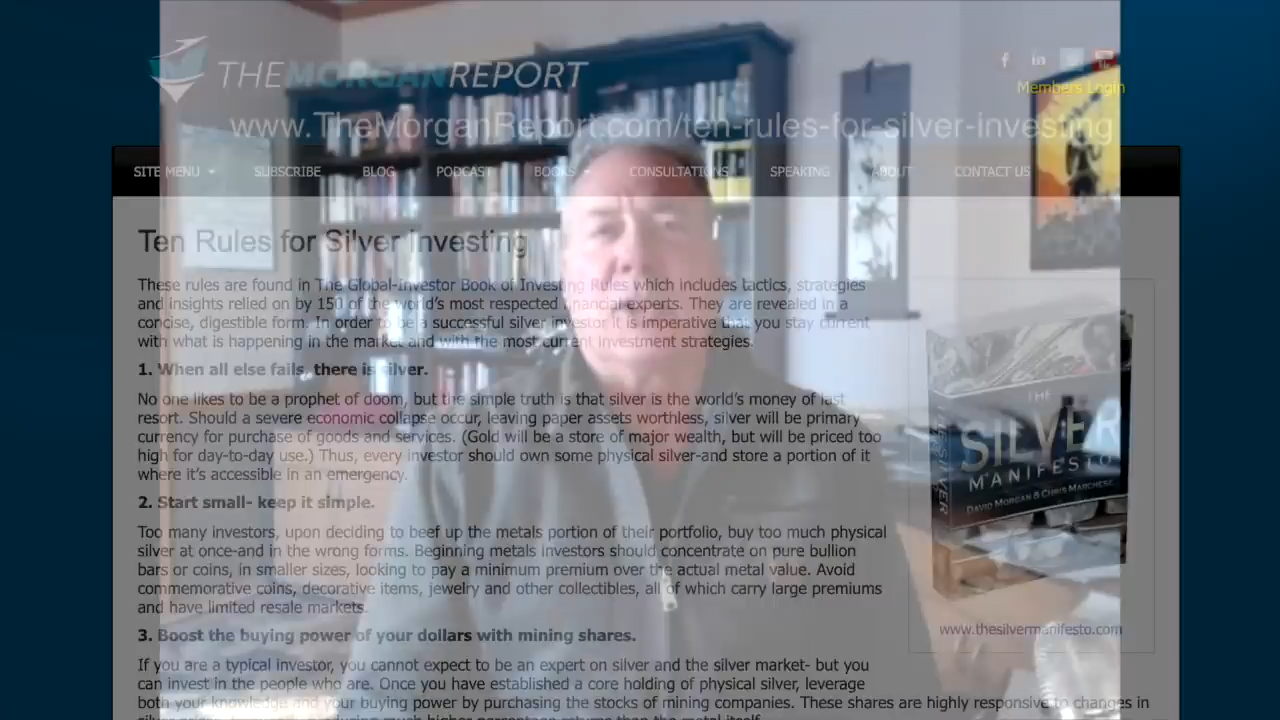 THEMORGANREPORT
Members Login
www.TheMorganReport.com/ten-rules-for-silver-investing
SITE MENU SUBSCRIBE BLOG PODCAST BOOKS CONSULTATIONS SPEAKING ABOUT CONTACT US
Ten Rules for Silver Investing
These rules are found in The Global-Investor Book of Investing Rules which includes tactics, strategies
and insights relied on by 150 of the world's most respected financial experts. They are revealed in a
concise, digestible form. In order to be a successful silver investor it is imperative that you stay current
with what is happening in the market and with the most current investment strategies.
1. When all else fails, there is silver.
No one likes to be a prophet of doom, but the simple truth is that silver is the world's money of last
resort. Should a severe economic collapse occur, leaving paper assets worthless, silver will be primary
currency for purchase of goods and services. (Gold will be a store of major wealth, but will be priced too
high for day-to-day use.) Thus, every investor should own some physical silver-and store a portion of it
where it's accessible in an emergency.
2. Start small- keep it simple.
Too many investors, upon deciding to beef up the metals portion of their portfolio, buy too much physical
silver at once-and in the wrong forms. Beginning metals investors should concentrate on pure bullion
bars or coins, in smaller sizes, looking to pay a minimum premium over the actual metal value. Avoid
commemorative coins, decorative items, jewelry and other collectibles, all of which carry large premiums
and have limited resale markets.
3. Boost the buying power of your dollars with mining shares.
If you are a typical investor, you cannot expect to be an expert on silver and the silver market- but you
can invest in the people who are. Once you have established a core holding of physical silver, leverage
both your knowledge and your buying power by purchasing the stocks of mining companies. These shares are highly responsive to changes in
THE
SILVER
MANIFESTO
DAVID MORGAN & CHRIS MARCHESE
www.thesilvermanifesto.com